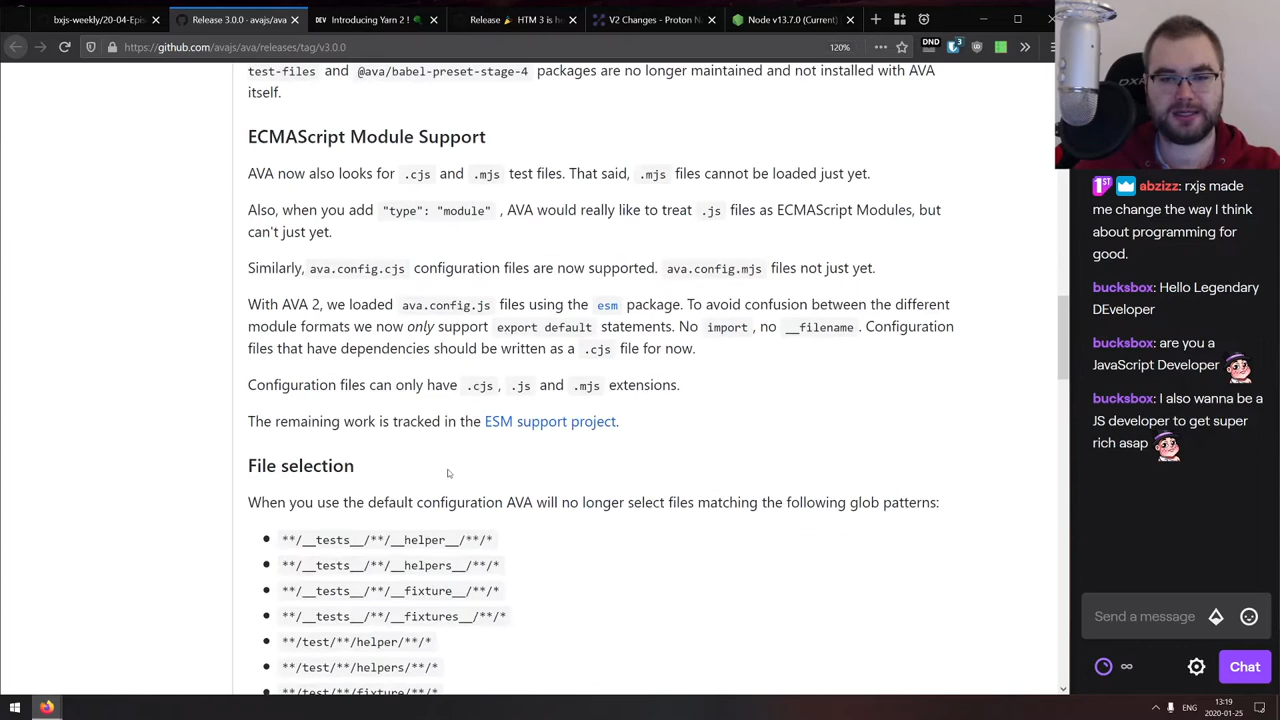 bxjs-weekly/20-04-Epis
Release 3.0.0 · avajs/ava
DEV Introducing Yarn 2 !
Release 🎉 HTM 3 is he
V2 Changes - Proton Na
Node v13.7.0 (Current)
https://github.com/avajs/ava/releases/tag/v3.0.0
120%
DND
3
test-files and @ava/babel-preset-stage-4 packages are no longer maintained and not installed with AVA
itself.
ECMAScript Module Support
AVA now also looks for .cjs and .mjs test files. That said, .mjs files cannot be loaded just yet.
Also, when you add "type": "module" , AVA would really like to treat .js files as ECMAScript Modules, but
can't just yet.
Similarly, ava.config.cjs configuration files are now supported. ava.config.mjs files not just yet.
With AVA 2, we loaded ava.config.js files using the esm package. To avoid confusion between the different
module formats we now only support export default statements. No import , no __filename . Configuration
files that have dependencies should be written as a .cjs file for now.
Configuration files can only have .cjs , .js and .mjs extensions.
The remaining work is tracked in the ESM support project.
File selection
When you use the default configuration AVA will no longer select files matching the following glob patterns:
**/__tests__/**/__helper__/**/*
**/__tests__/**/__helpers__/**/*
**/__tests__/**/__fixture__/**/*
**/__tests__/**/__fixtures__/**/*
**/test/**/helper/**/*
**/test/**/helpers/**/*
**/test/**/fixture/**/*
1ST abzizz: rxjs made
me change the way I think
about programming for
good.
bucksbox: Hello Legendary
DEveloper
bucksbox: are you a
JavaScript Developer
bucksbox: I also wanna be a
JS developer to get super
rich asap
Send a message
∞
Chat
ENG
13:19
2020-01-25